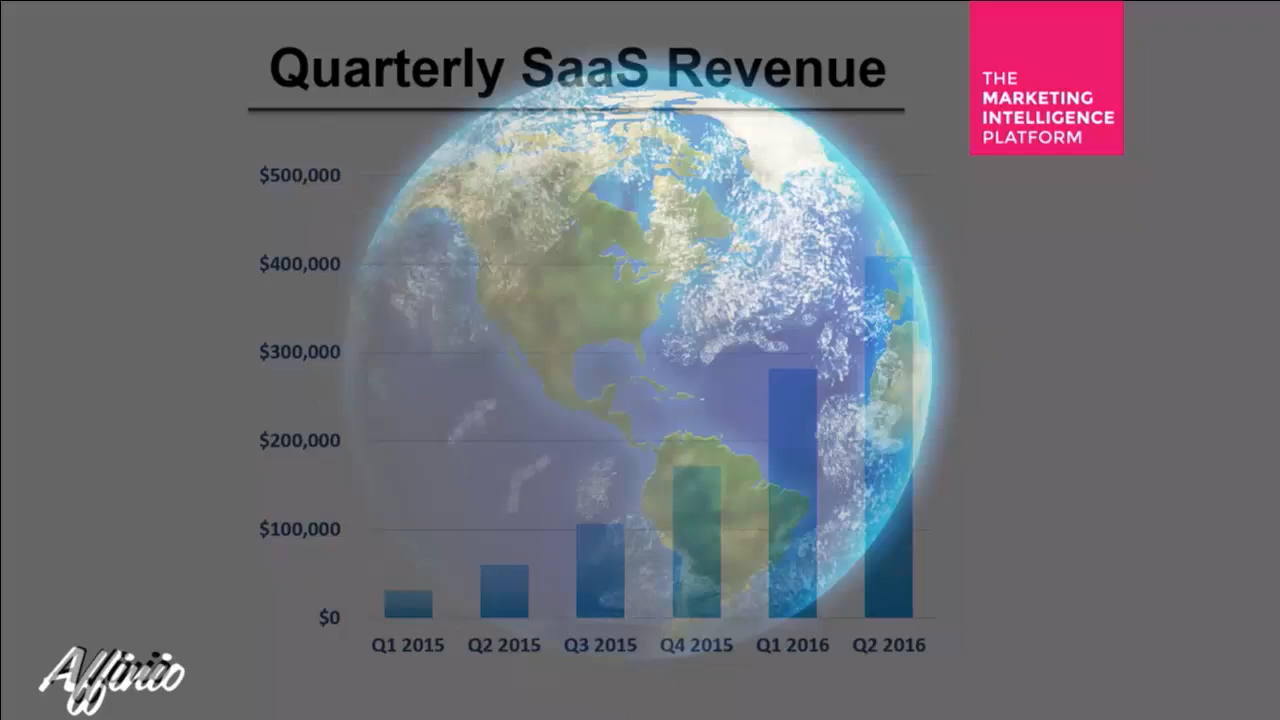 Quarterly SaaS Revenue
THE
MARKETING
INTELLIGENCE
PLATFORM
$500,000
$400,000
$300,000
$200,000
$100,000
$0
Q1 2015 Q2 2015 Q3 2015 Q4 2015 Q1 2016 Q2 2016
Affinio